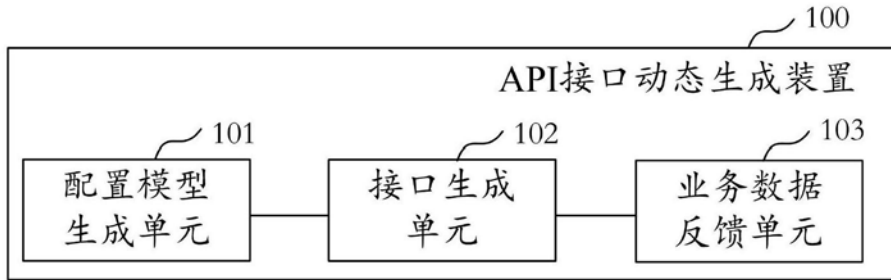 100
API接口动态生成装置
101
102
103
配置模型
生成单元
接口生成
单元
业务数据
反馈单元